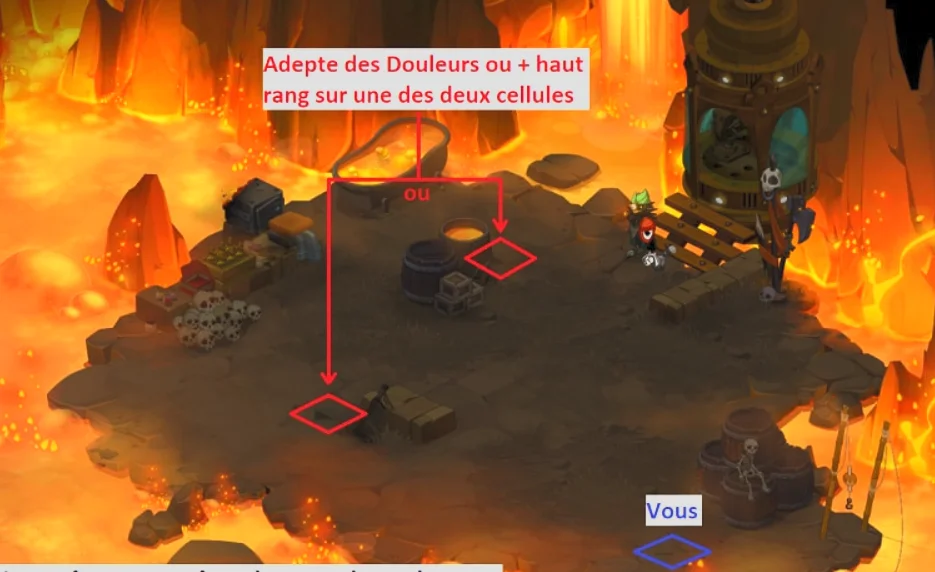 Adepte des Douleurs ou + haut
rang sur une des deux cellules
ou
Vous